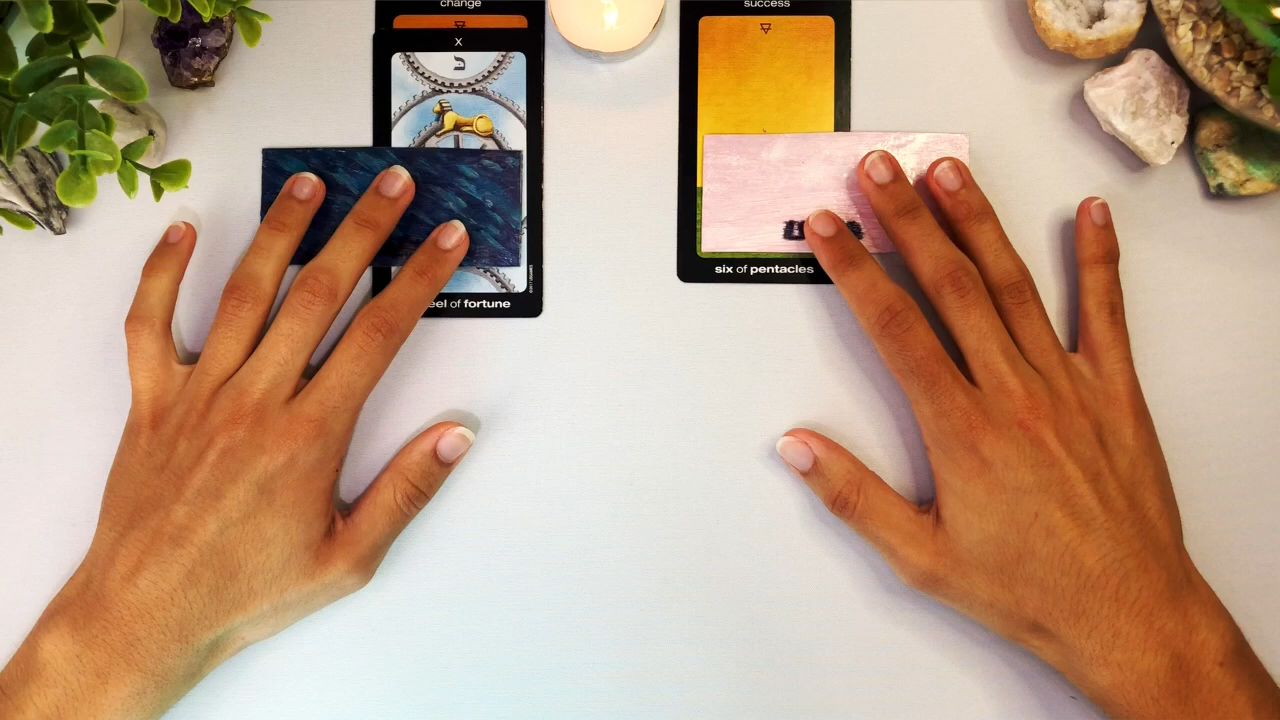 change
X
כ
eel of fortune
success
six of pentacles